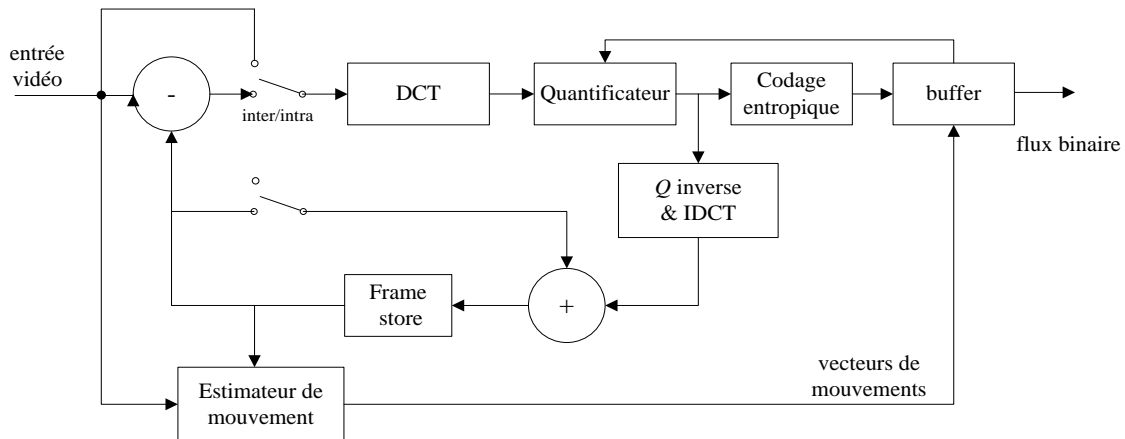 entrée
vidéo
-
inter/intra
DCT
Quantificateur
Codage
entropique
buffer
flux binaire
Q inverse
& IDCT
Frame
store
+
Estimateur de
mouvement
vecteurs de
mouvements